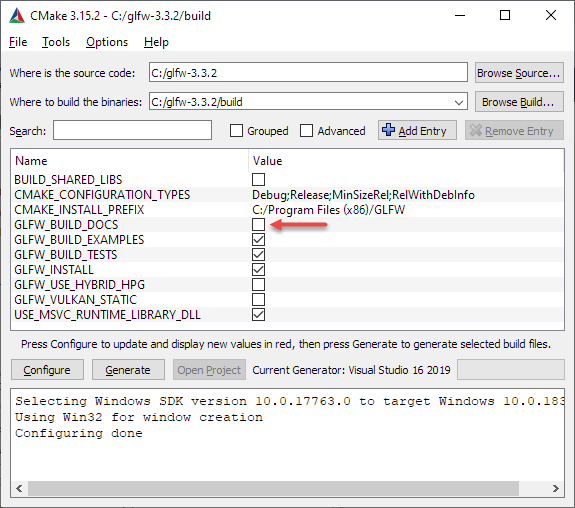 CMake 3.15.2 - C:/glfw-3.3.2/build
File Tools Options Help
Where is the source code: C:/glfw-3.3.2 Browse Source...
Where to build the binaries: C:/glfw-3.3.2/build Browse Build...
Search: Grouped Advanced Add Entry Remove Entry
Name Value
BUILD_SHARED_LIBS
CMAKE_CONFIGURATION_TYPES Debug;Release;MinSizeRel;RelWithDebInfo
CMAKE_INSTALL_PREFIX C:/Program Files (x86)/GLFW
GLFW_BUILD_DOCS
GLFW_BUILD_EXAMPLES
GLFW_BUILD_TESTS
GLFW_INSTALL
GLFW_USE_HYBRID_HPG
GLFW_VULKAN_STATIC
USE_MSVC_RUNTIME_LIBRARY_DLL
Press Configure to update and display new values in red, then press Generate to generate selected build files.
Configure Generate Open Project Current Generator: Visual Studio 16 2019
Selecting Windows SDK version 10.0.17763.0 to target Windows 10.0.183
Using Win32 for window creation
Configuring done